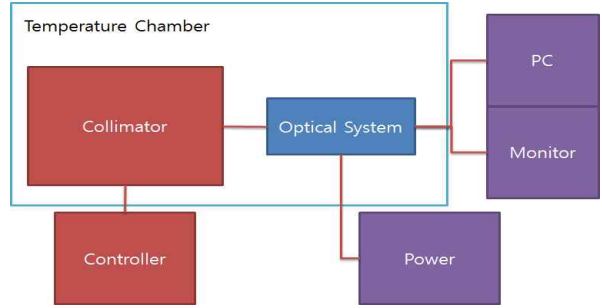 Temperature Chamber
PC
Collimator
Optical System
Monitor
Controller
Power